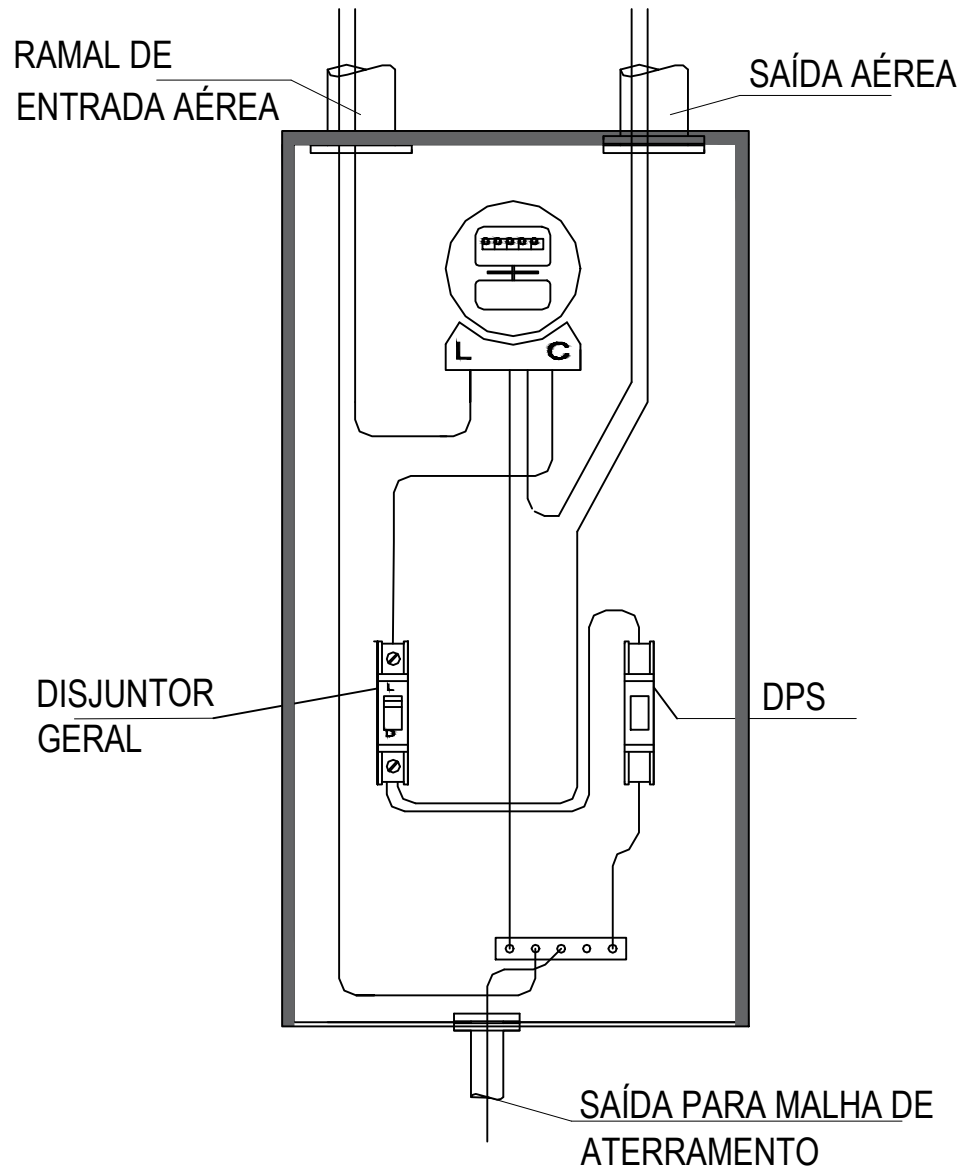 RAMAL DE
ENTRADA AÉREA
SAÍDA AÉREA
L C
L
DISJUNTOR
GERAL
DPS
SAÍDA PARA MALHA DE
ATERRAMENTO